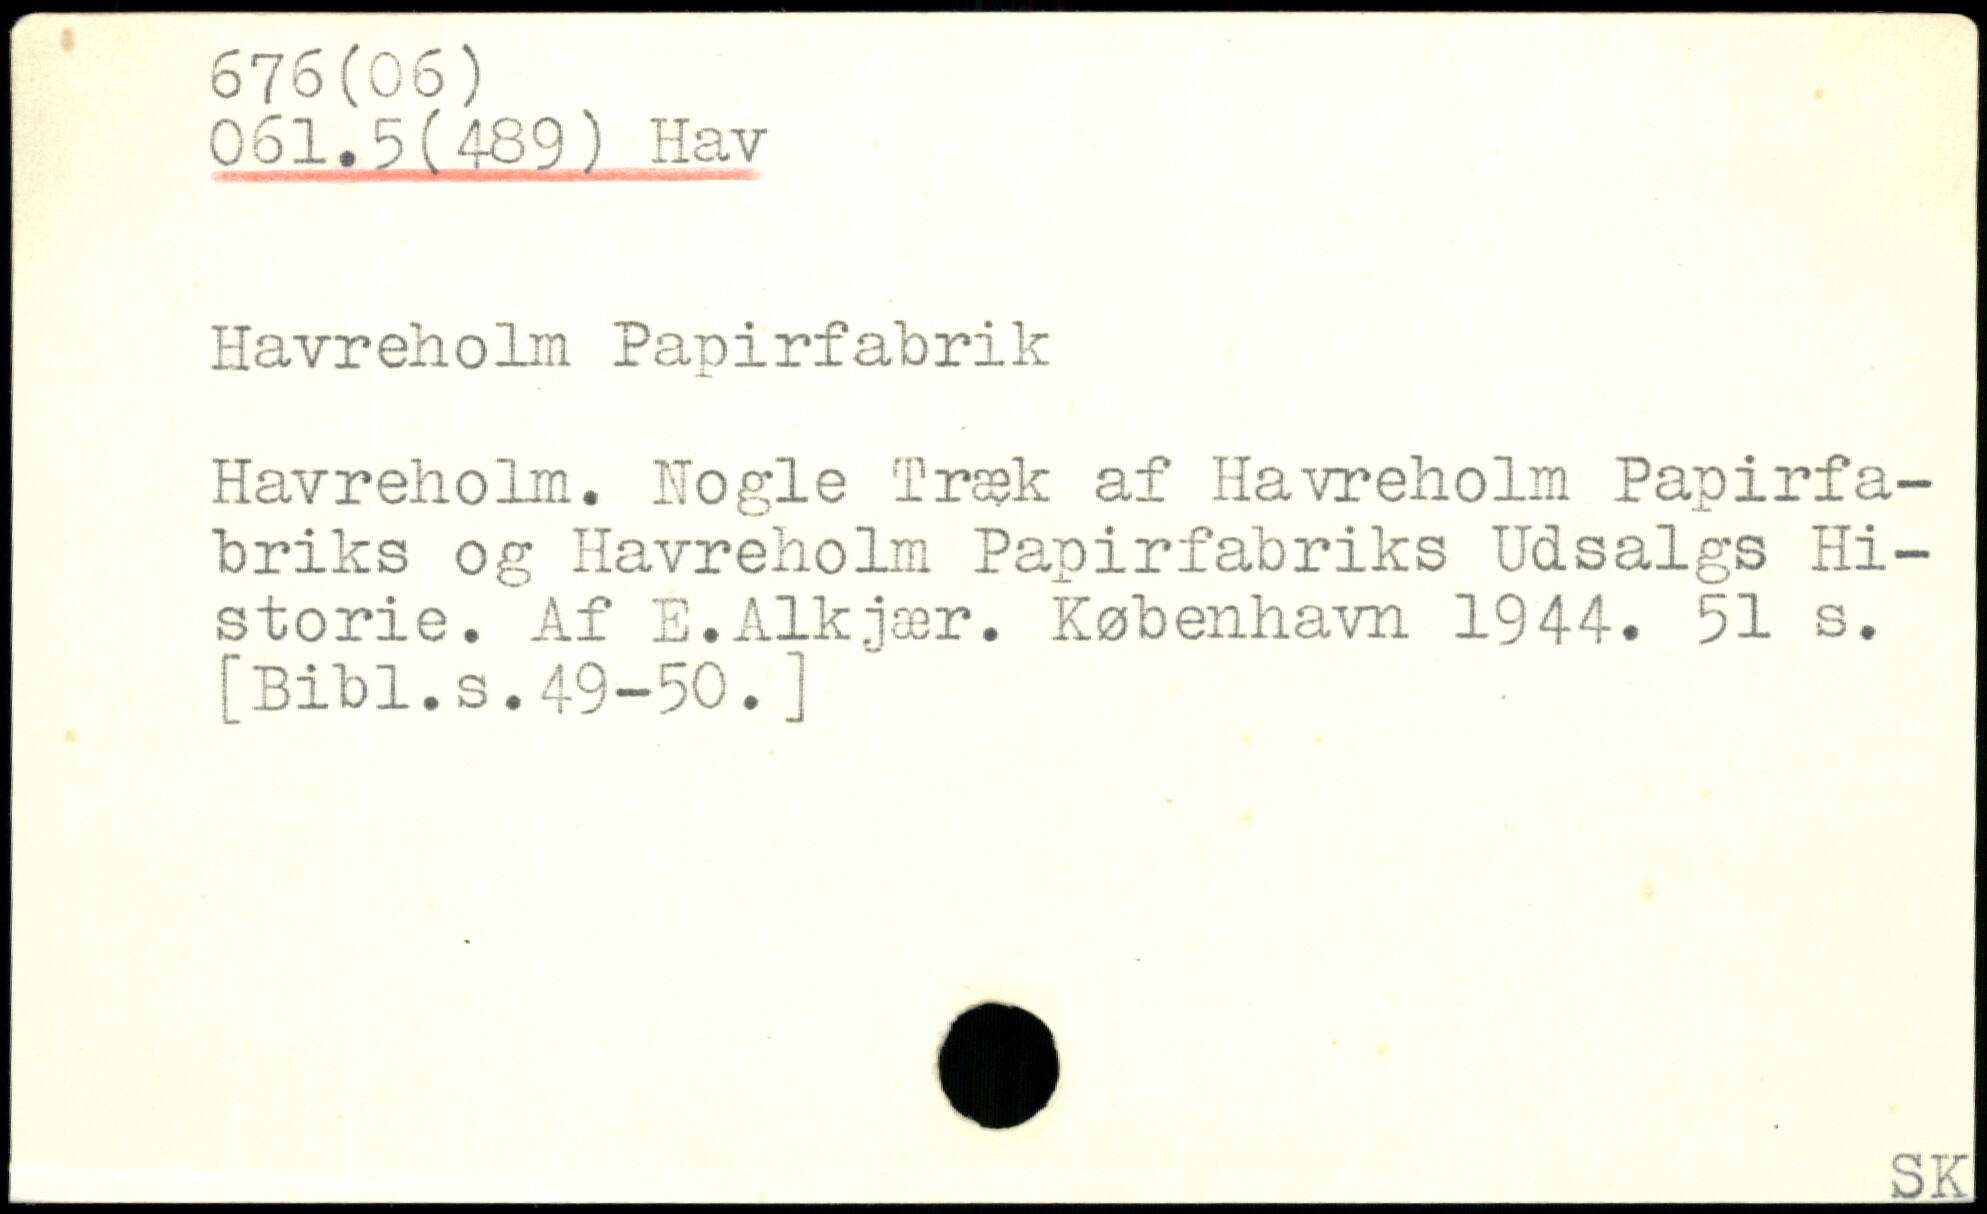 676(06)
061.5(489) Hav
Havreholm Papirfabrik
Havreholm. Nogle Træk af Havreholm Papirfa-
briks og Havreholm Papirfabriks Udsalgs Hi-
storie. Af E.Alkjær. København 1944. 51 s.
[Bibl.s.49-50.]
SK